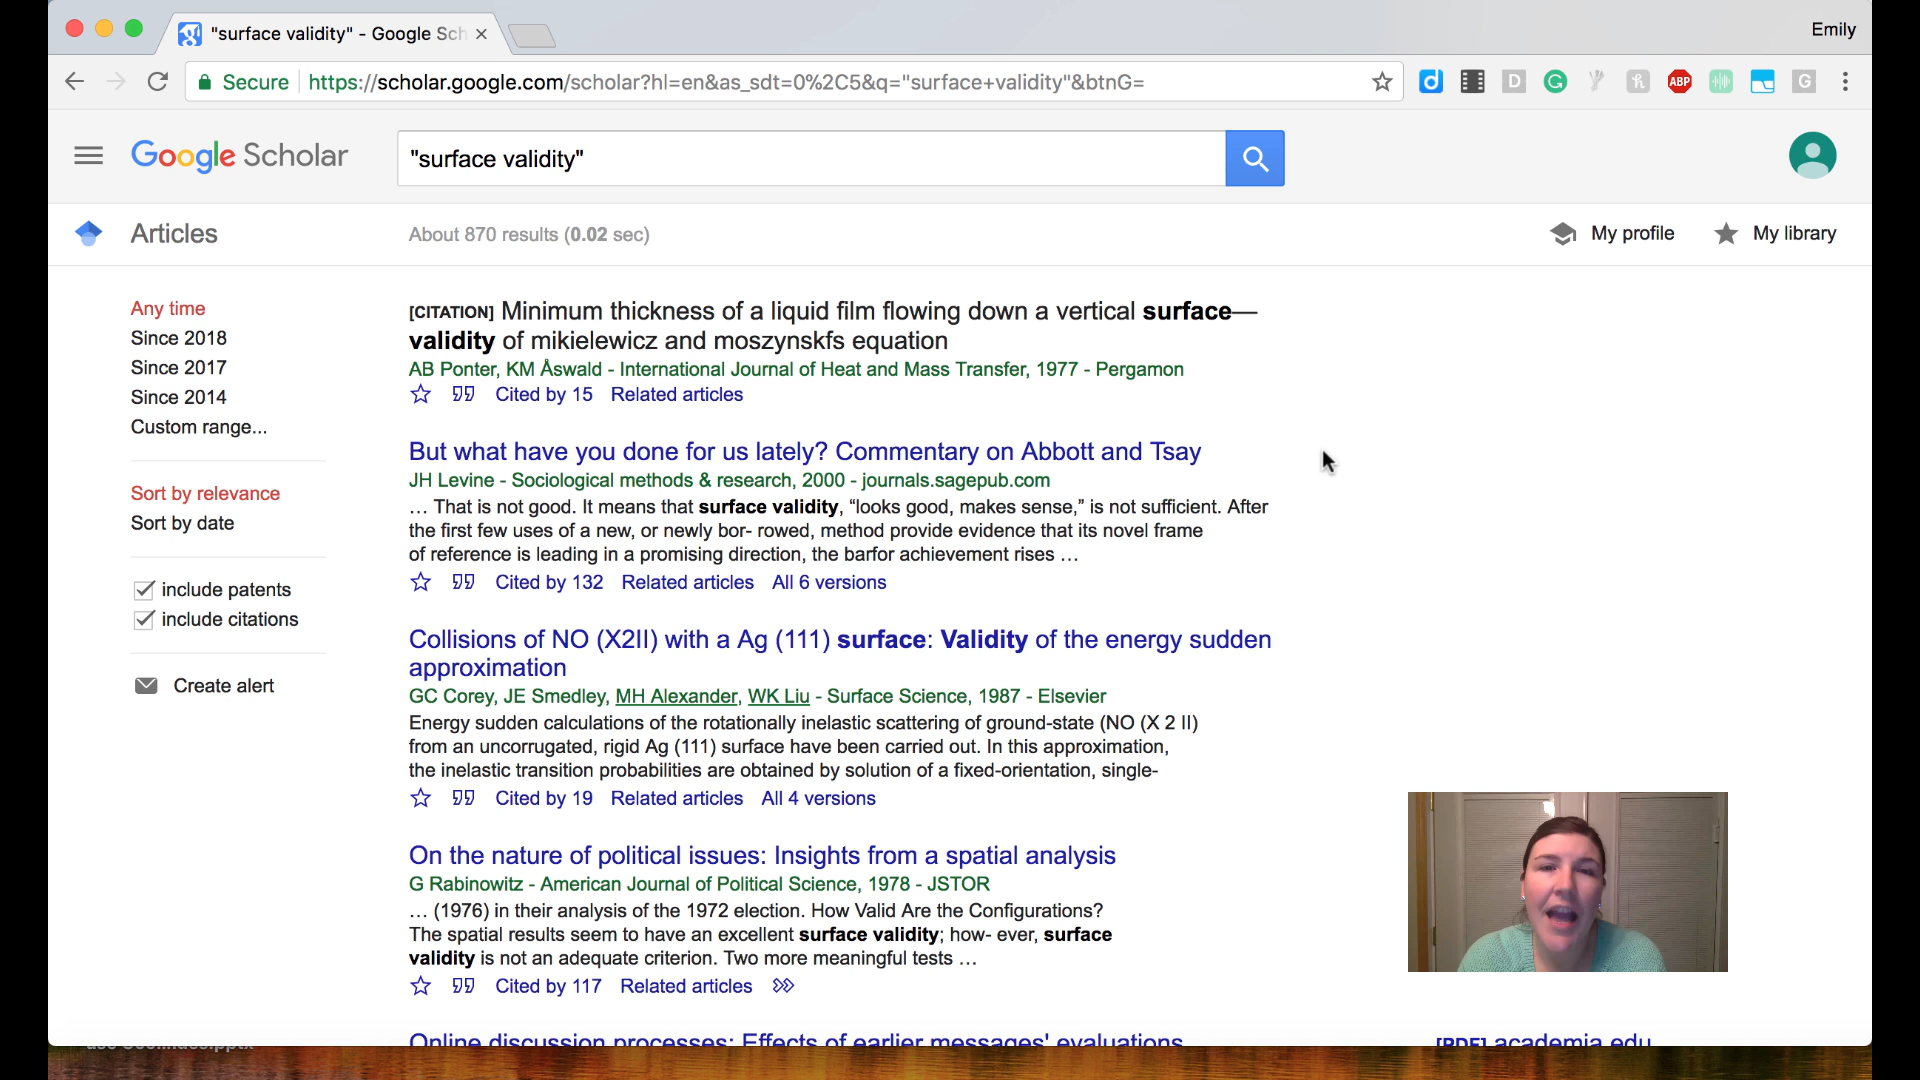 "surface validity" - Google Sch
Emily
Secure https://scholar.google.com/scholar?hl=en&as_sdt=0%2C5&q="surface+validity"&btnG=
ABP
Google Scholar
"surface validity"
Articles
About 870 results (0.02 sec)
My profile
My library
Any time
Since 2018
Since 2017
Since 2014
Custom range...
Sort by relevance
Sort by date
include patents
include citations
Create alert
[CITATION] Minimum thickness of a liquid film flowing down a vertical surface—
validity of mikielewicz and moszynskfs equation
AB Ponter, KM Åswald - International Journal of Heat and Mass Transfer, 1977 - Pergamon
Cited by 15 Related articles
But what have you done for us lately? Commentary on Abbott and Tsay
JH Levine - Sociological methods & research, 2000 - journals.sagepub.com
… That is not good. It means that surface validity, “looks good, makes sense,” is not sufficient. After
the first few uses of a new, or newly bor- rowed, method provide evidence that its novel frame
of reference is leading in a promising direction, the barfor achievement rises …
Cited by 132 Related articles All 6 versions
Collisions of NO (X2II) with a Ag (111) surface: Validity of the energy sudden
approximation
GC Corey, JE Smedley, MH Alexander, WK Liu - Surface Science, 1987 - Elsevier
Energy sudden calculations of the rotationally inelastic scattering of ground-state (NO (X 2 II)
from an uncorrugated, rigid Ag (111) surface have been carried out. In this approximation,
the inelastic transition probabilities are obtained by solution of a fixed-orientation, single-
Cited by 19 Related articles All 4 versions
On the nature of political issues: Insights from a spatial analysis
G Rabinowitz - American Journal of Political Science, 1978 - JSTOR
… (1976) in their analysis of the 1972 election. How Valid Are the Configurations?
The spatial results seem to have an excellent surface validity; how- ever, surface
validity is not an adequate criterion. Two more meaningful tests …
Cited by 117 Related articles
Online discussion processes: Effects of earlier messages' evaluations,
[PDF] academia.edu